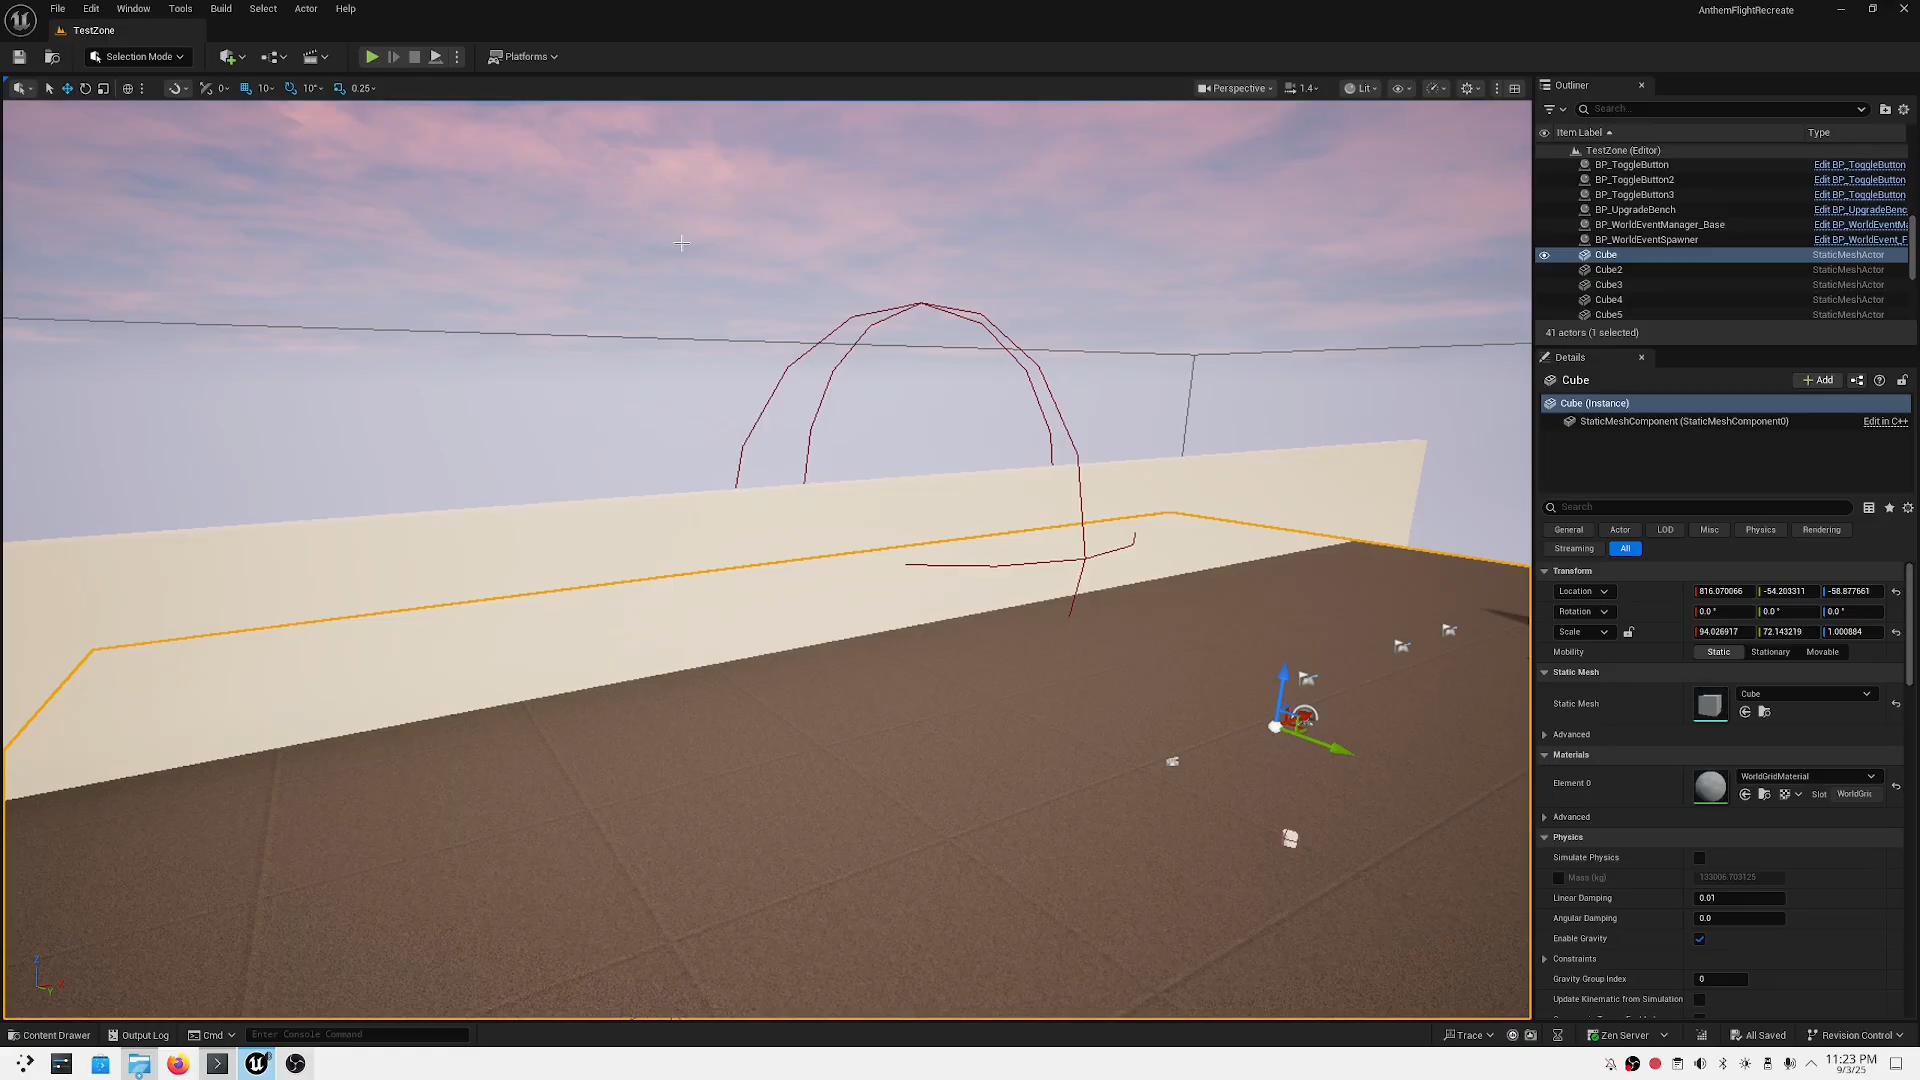 File Edit Window Tools Build Select Actor Help
AnthemFlightRecreate
TestZone
Selection Mode
Platforms
0
10
10°
0.25
Perspective
1.4
Lit
Outliner
Search...
Item Label
Type
TestZone (Editor)
BP_ToggleButton Edit BP_ToggleButton
BP_ToggleButton2 Edit BP_ToggleButton
BP_ToggleButton3 Edit BP_ToggleButton
BP_UpgradeBench Edit BP_UpgradeBenc
BP_WorldEventManager_Base Edit BP_WorldEventMa
BP_WorldEventSpawner Edit BP_WorldEvent_F
Cube StaticMeshActor
Cube2 StaticMeshActor
Cube3 StaticMeshActor
Cube4 StaticMeshActor
Cube5 StaticMeshActor
41 actors (1 selected)
Details
Cube
Add
Cube (Instance)
StaticMeshComponent (StaticMeshComponent0) Edit in C++
Search
General Actor LOD Misc Physics Rendering
Streaming All
Transform
Location 816.070066 -54.203311 -58.877661
Rotation 0.0 ° 0.0 ° 0.0 °
Scale 94.026917 72.143219 1.000884
Mobility Static Stationary Movable
Static Mesh
Static Mesh Cube
Advanced
Materials
Element 0 WorldGridMaterial
Slot WorldGri
Advanced
Physics
Simulate Physics
Mass (kg) 133006.703125
Linear Damping 0.01
Angular Damping 0.0
Enable Gravity
Constraints
Gravity Group Index 0
Update Kinematic from Simulation
Z
X
Y
Content Drawer Output Log Cmd Enter Console Command
Trace Zen Server All Saved Revision Control
11:23 PM
9/3/25